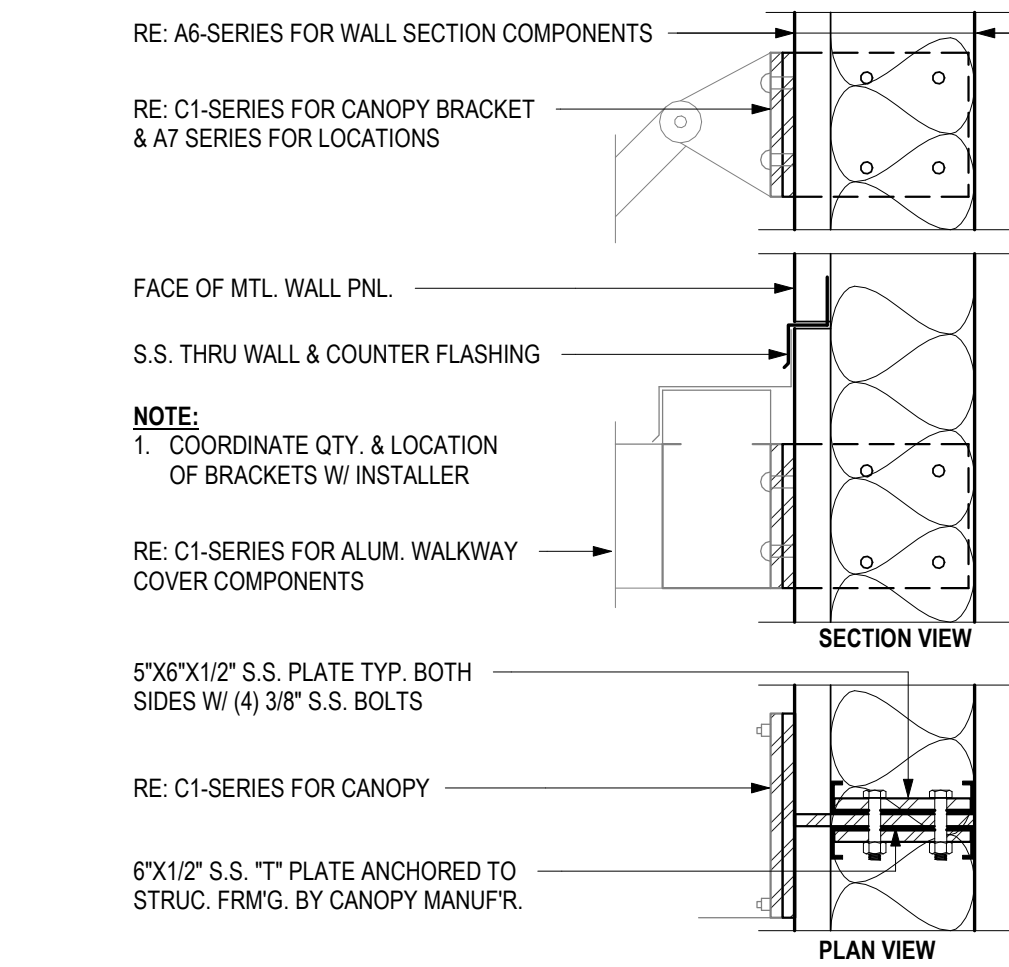 RE: A6-SERIES FOR WALL SECTION COMPONENTS
RE: C1-SERIES FOR CANOPY BRACKET
& A7 SERIES FOR LOCATIONS
FACE OF MTL. WALL PNL.
S.S. THRU WALL & COUNTER FLASHING
NOTE:
1. COORDINATE QTY. & LOCATION
OF BRACKETS W/ INSTALLER
RE: C1-SERIES FOR ALUM. WALKWAY
COVER COMPONENTS
SECTION VIEW
5"X6"X1/2" S.S. PLATE TYP. BOTH
SIDES W/ (4) 3/8" S.S. BOLTS
RE: C1-SERIES FOR CANOPY
6"X1/2" S.S. "T" PLATE ANCHORED TO
STRUC. FRM'G. BY CANOPY MANUF'R.
PLAN VIEW